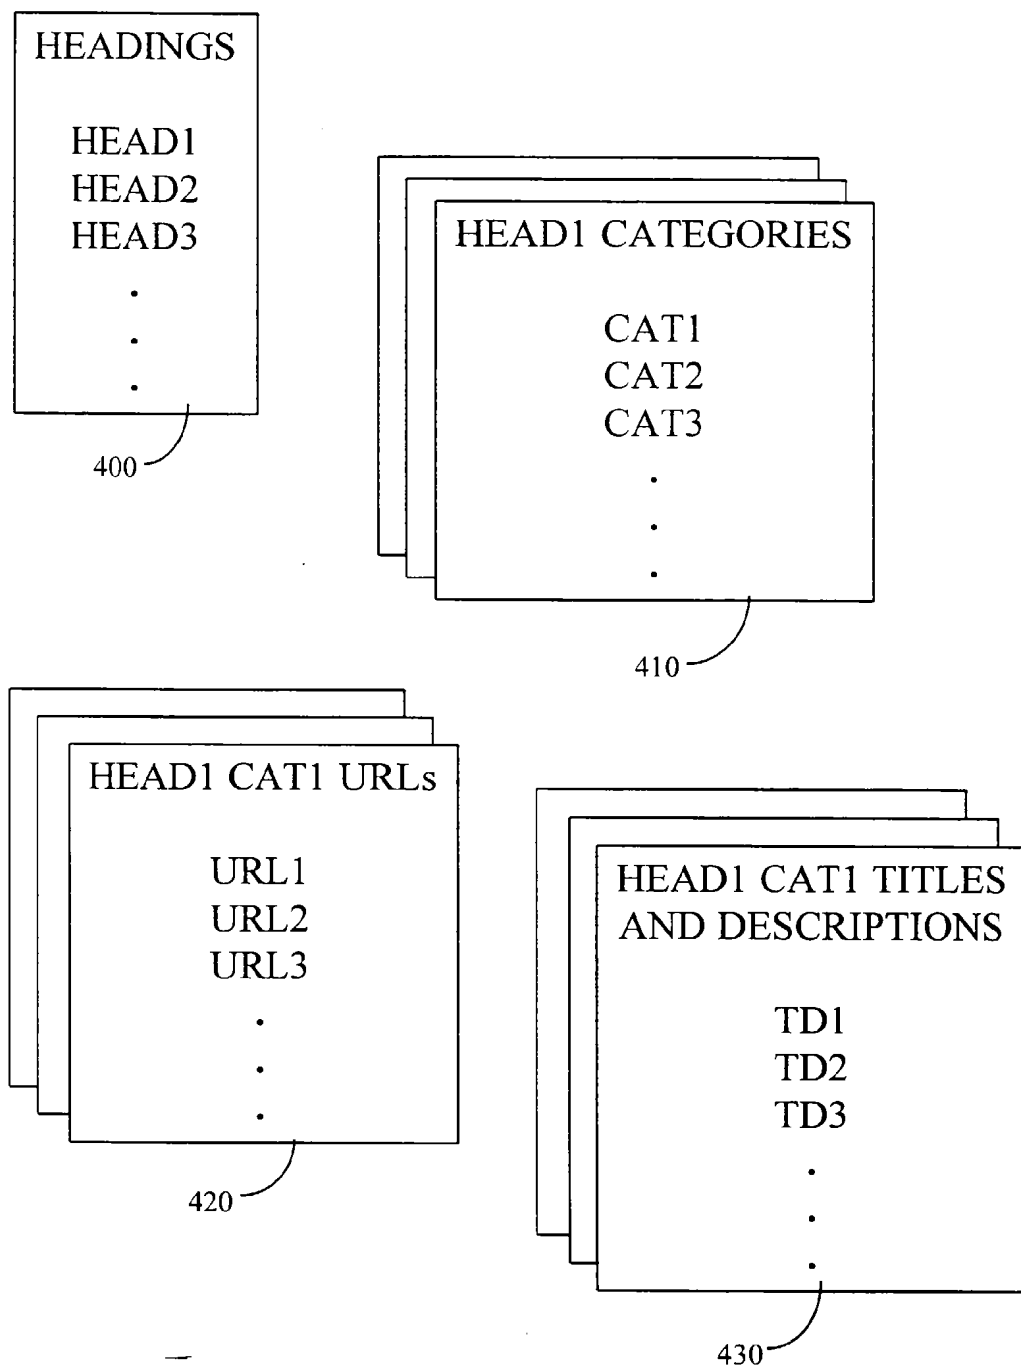 HEADINGS
HEAD1
HEAD2
HEAD3
.
.
.
400
HEAD1 CATEGORIES
CAT1
CAT2
CAT3
.
.
.
410
HEAD1 CAT1 URLs
URL1
URL2
URL3
.
.
.
420
HEAD1 CAT1 TITLES
AND DESCRIPTIONS
TD1
TD2
TD3
.
.
.
430